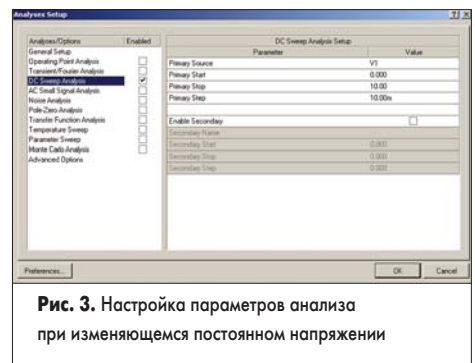 Analyses Setup
Analyses/Options Enabled
General Setup
Operating Point Analysis
Transient/Fourier Analysis
DC Sweep Analysis
AC Small Signal Analysis
Noise Analysis
Pole-Zero Analysis
Transfer Function Analysis
Temperature Sweep
Parameter Sweep
Monte Carlo Analysis
Advanced Options
DC Sweep Analysis Setup
Parameter Value
Primary Source V1
Primary Start 0.000
Primary Stop 10.00
Primary Step 10.00m
Enable Secondary
Secondary Name
Secondary Start 0.000
Secondary Stop 0.000
Secondary Step 0.000
Preferences... OK Cancel
Рис. 3. Настройка параметров анализа
при изменяющемся постоянном напряжении